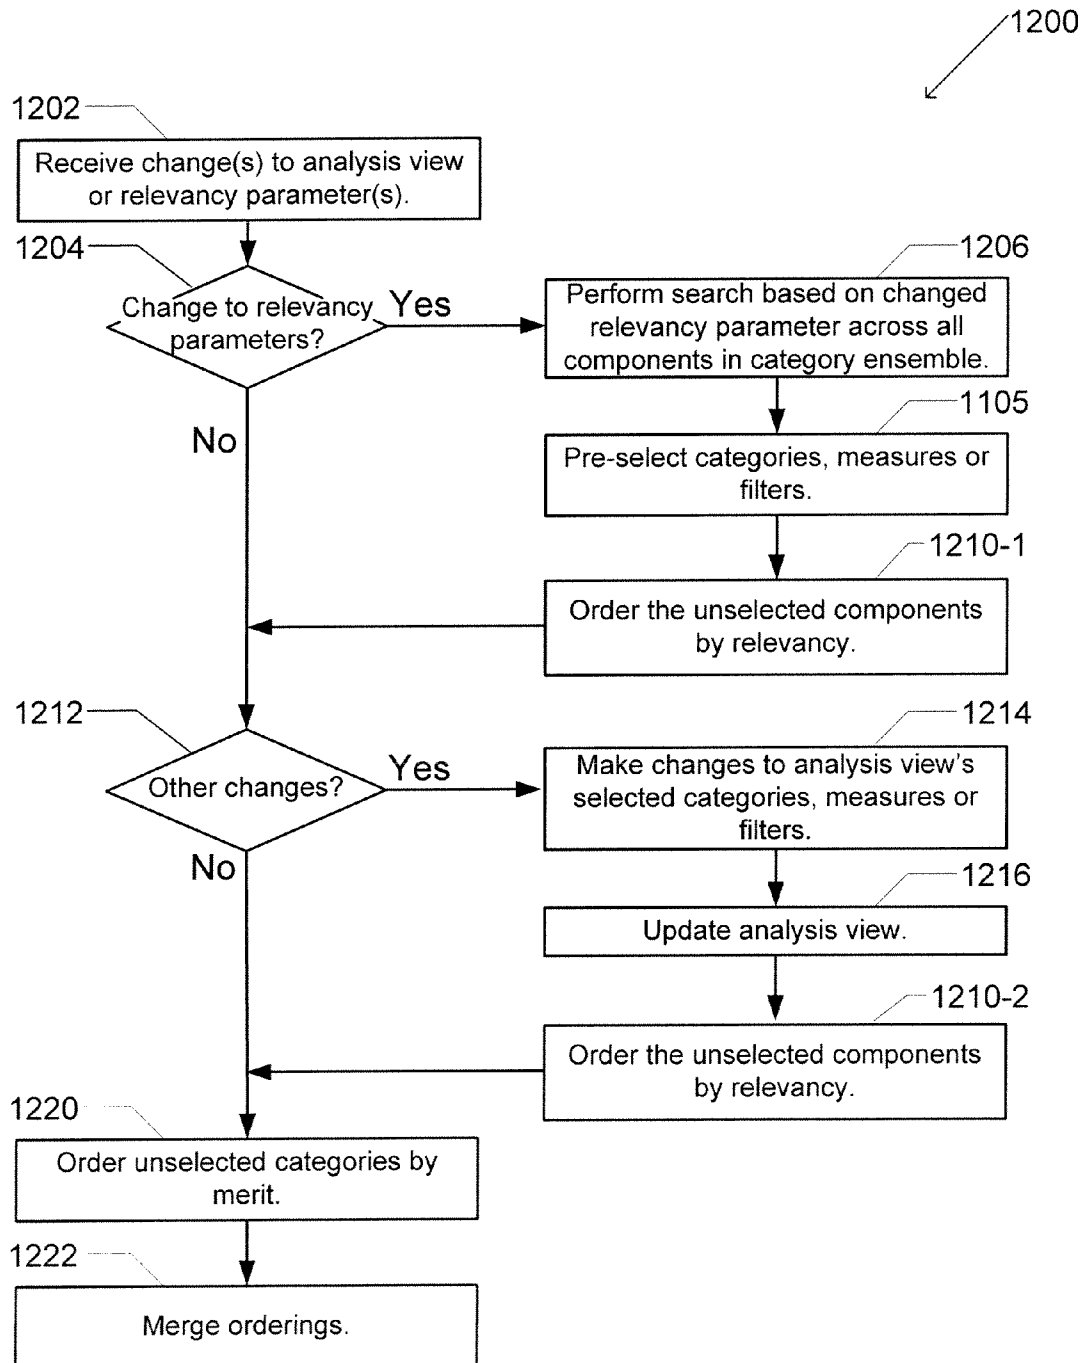 1200
1202
Receive change(s) to analysis view
or relevancy parameter(s).
1204
Change to relevancy
parameters?
Yes
No
1206
Perform search based on changed
relevancy parameter across all
components in category ensemble.
1105
Pre-select categories, measures or
filters.
1210-1
Order the unselected components
by relevancy.
1212
Other changes?
Yes
No
1214
Make changes to analysis view's
selected categories, measures or
filters.
1216
Update analysis view.
1210-2
Order the unselected components
by relevancy.
1220
Order unselected categories by
merit.
1222
Merge orderings.